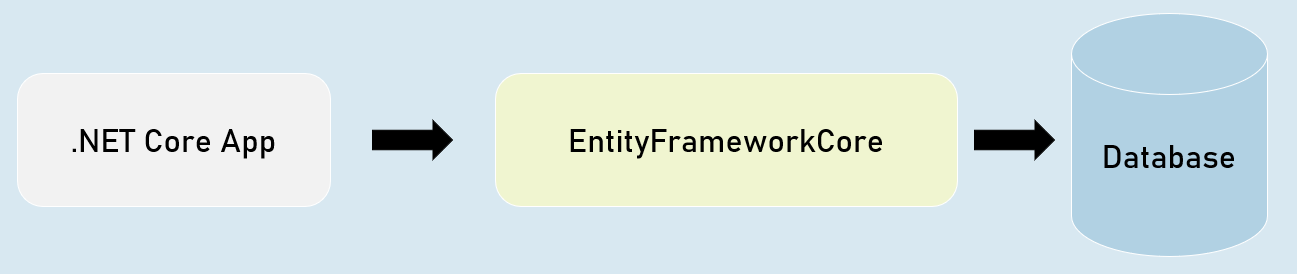 .NET Core App
EntityFrameworkCore
Database